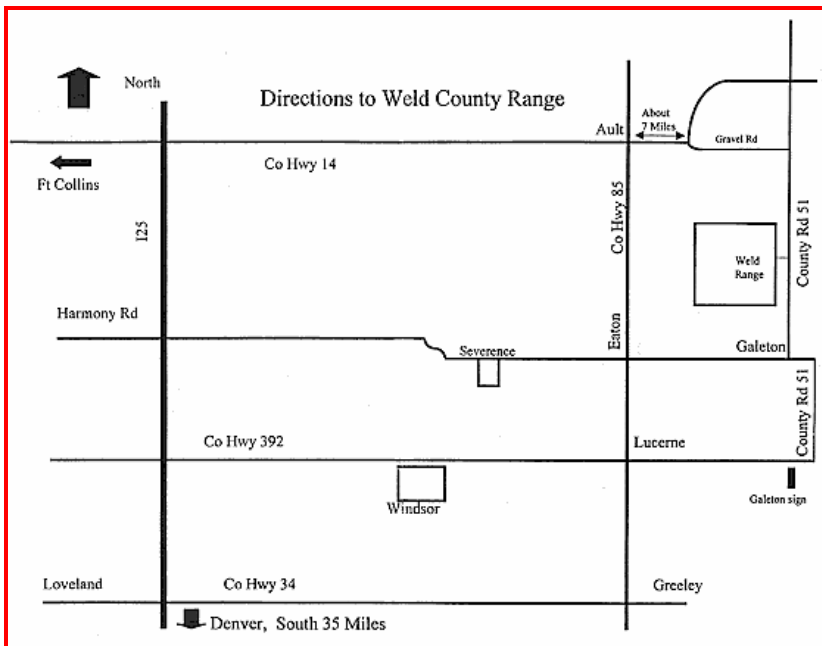 North
Directions to Weld County Range
About
7 Miles
Ault
Gravel Rd
Co Hwy 14
Ft Collins
I25
Co Hwy 85
County Rd 51
Weld
Range
Harmony Rd
Severence
Eaton
Galeton
County Rd 51
Co Hwy 392
Lucerne
Windsor
Galeton sign
Loveland
Co Hwy 34
Greeley
Denver, South 35 Miles